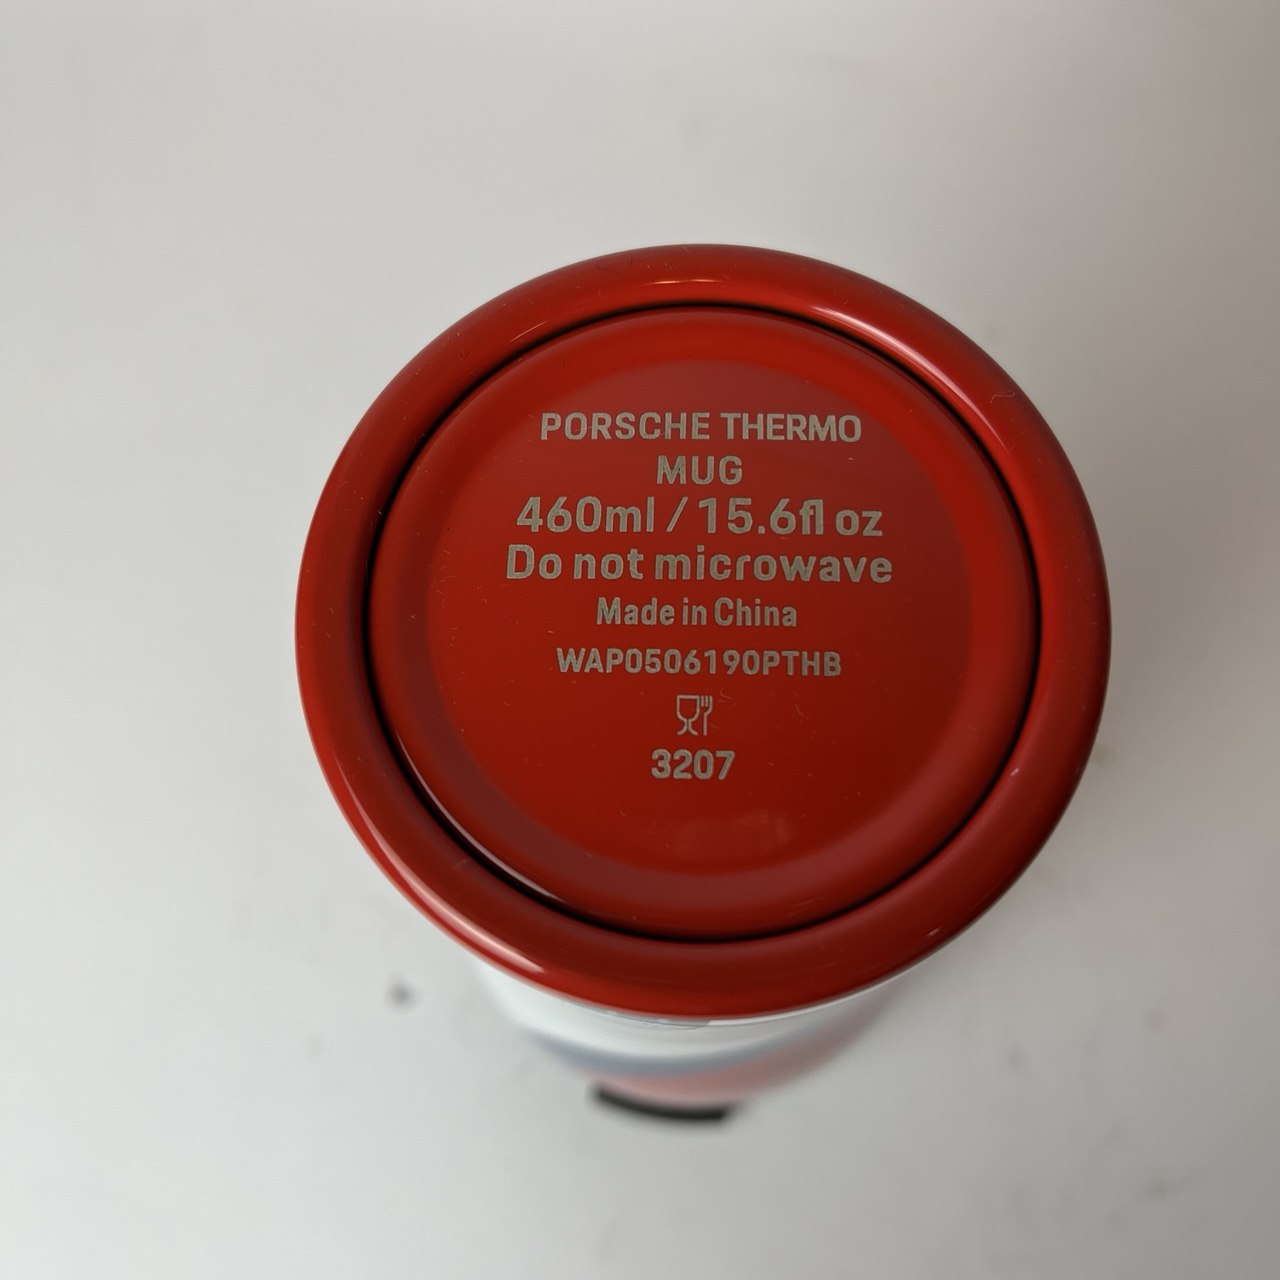 PORSCHE THERMO
MUG
460ml / 15.6fl oz
Do not microwave
Made in China
WAP0506190PTHB
3207